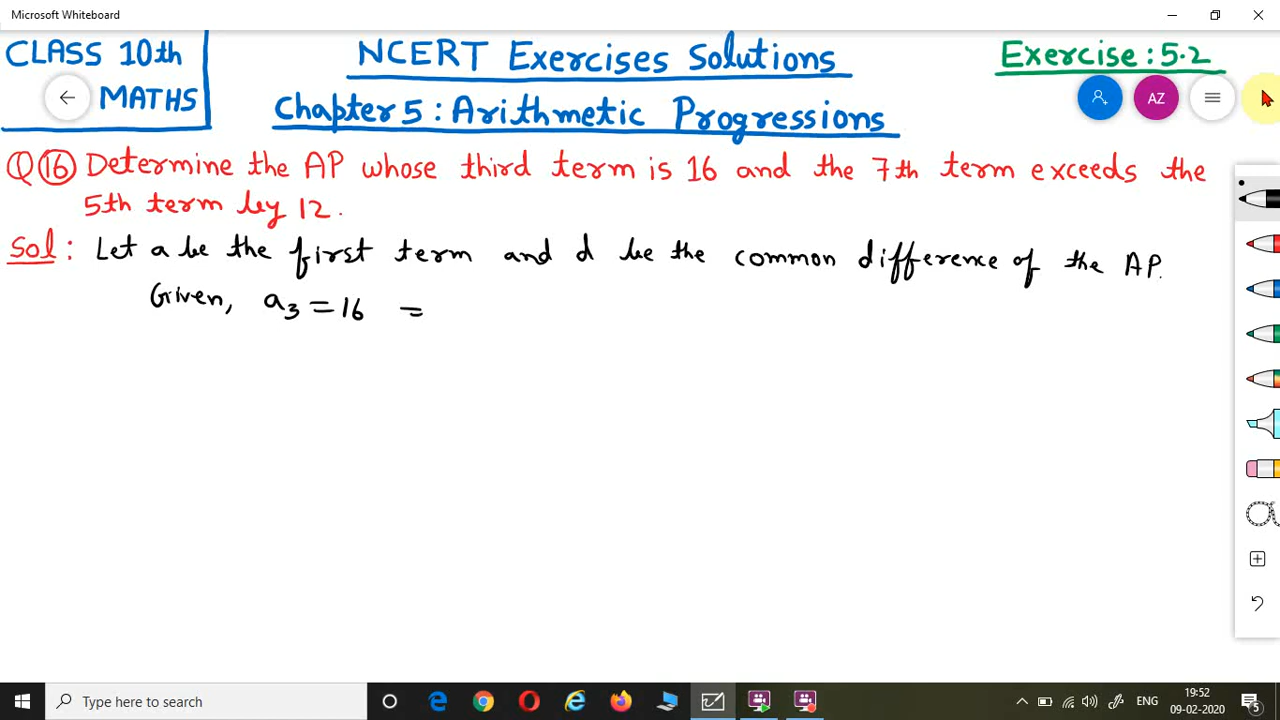 Microsoft Whiteboard
CLASS 10th
MATHS
NCERT Exercises Solutions
Chapter 5 : Arithmetic Progressions
Exercise : 5.2
AZ
Q 16 Determine the AP whose third term is 16 and the 7th term exceeds the
5th term by 12.
Sol : Let a be the first term and d be the common difference of the AP.
Given, a₃ = 16 =
Type here to search
ENG
19:52
09-02-2020
5